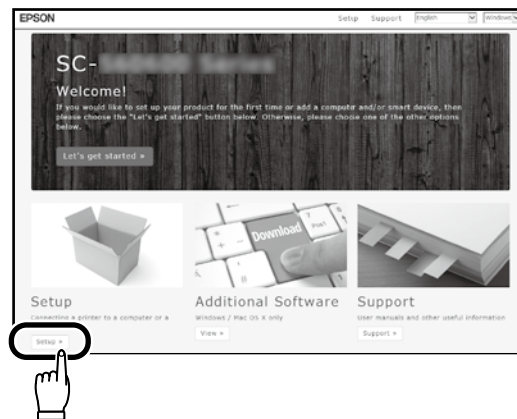 EPSON
Setup Support English Windows
SC-
Welcome!
If you would like to set up your product for the first time or add a computer and/or smart device, then
please choose the "Let's get started" button below. Otherwise, please choose one of the other options
below.
Let's get started »
Download
Setup
Additional Software
Support
Connecting a printer to a computer or a
Windows / Mac OS X only
User manuals and other useful information
Setup »
View »
Support »